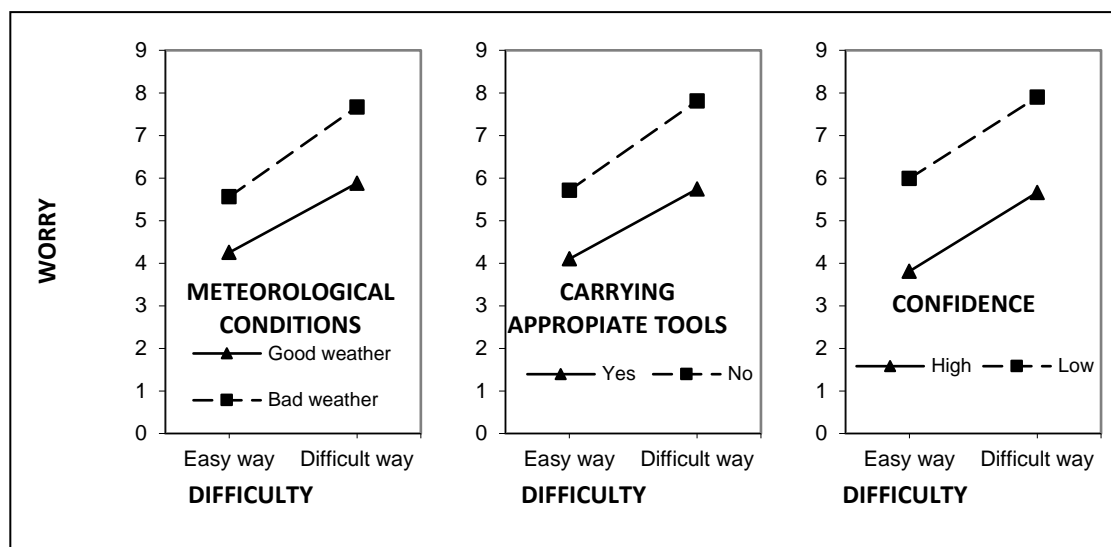 WORRY
9
8
7
6
5
4
3
2
1
0
METEOROLOGICAL
CONDITIONS
Good weather
Bad weather
Easy way Difficult way
DIFFICULTY
9
8
7
6
5
4
3
2
1
0
CARRYING
APPROPIATE TOOLS
Yes No
Easy way Difficult way
DIFFICULTY
9
8
7
6
5
4
3
2
1
0
CONFIDENCE
High Low
Easy way Difficult way
DIFFICULTY